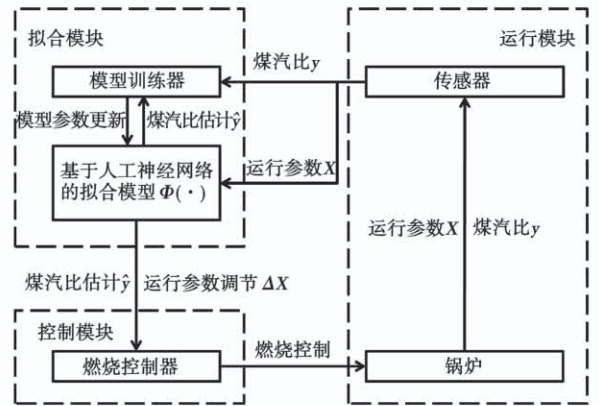 拟合模块
运行模块
煤汽比y
模型训练器
传感器
模型参数更新
煤汽比估计ŷ
基于人工神经网络
的拟合模型 Φ(·)
运行参数X
运行参数X
煤汽比y
煤汽比估计ŷ
运行参数调节 ΔX
控制模块
燃烧控制器
燃烧控制
锅炉